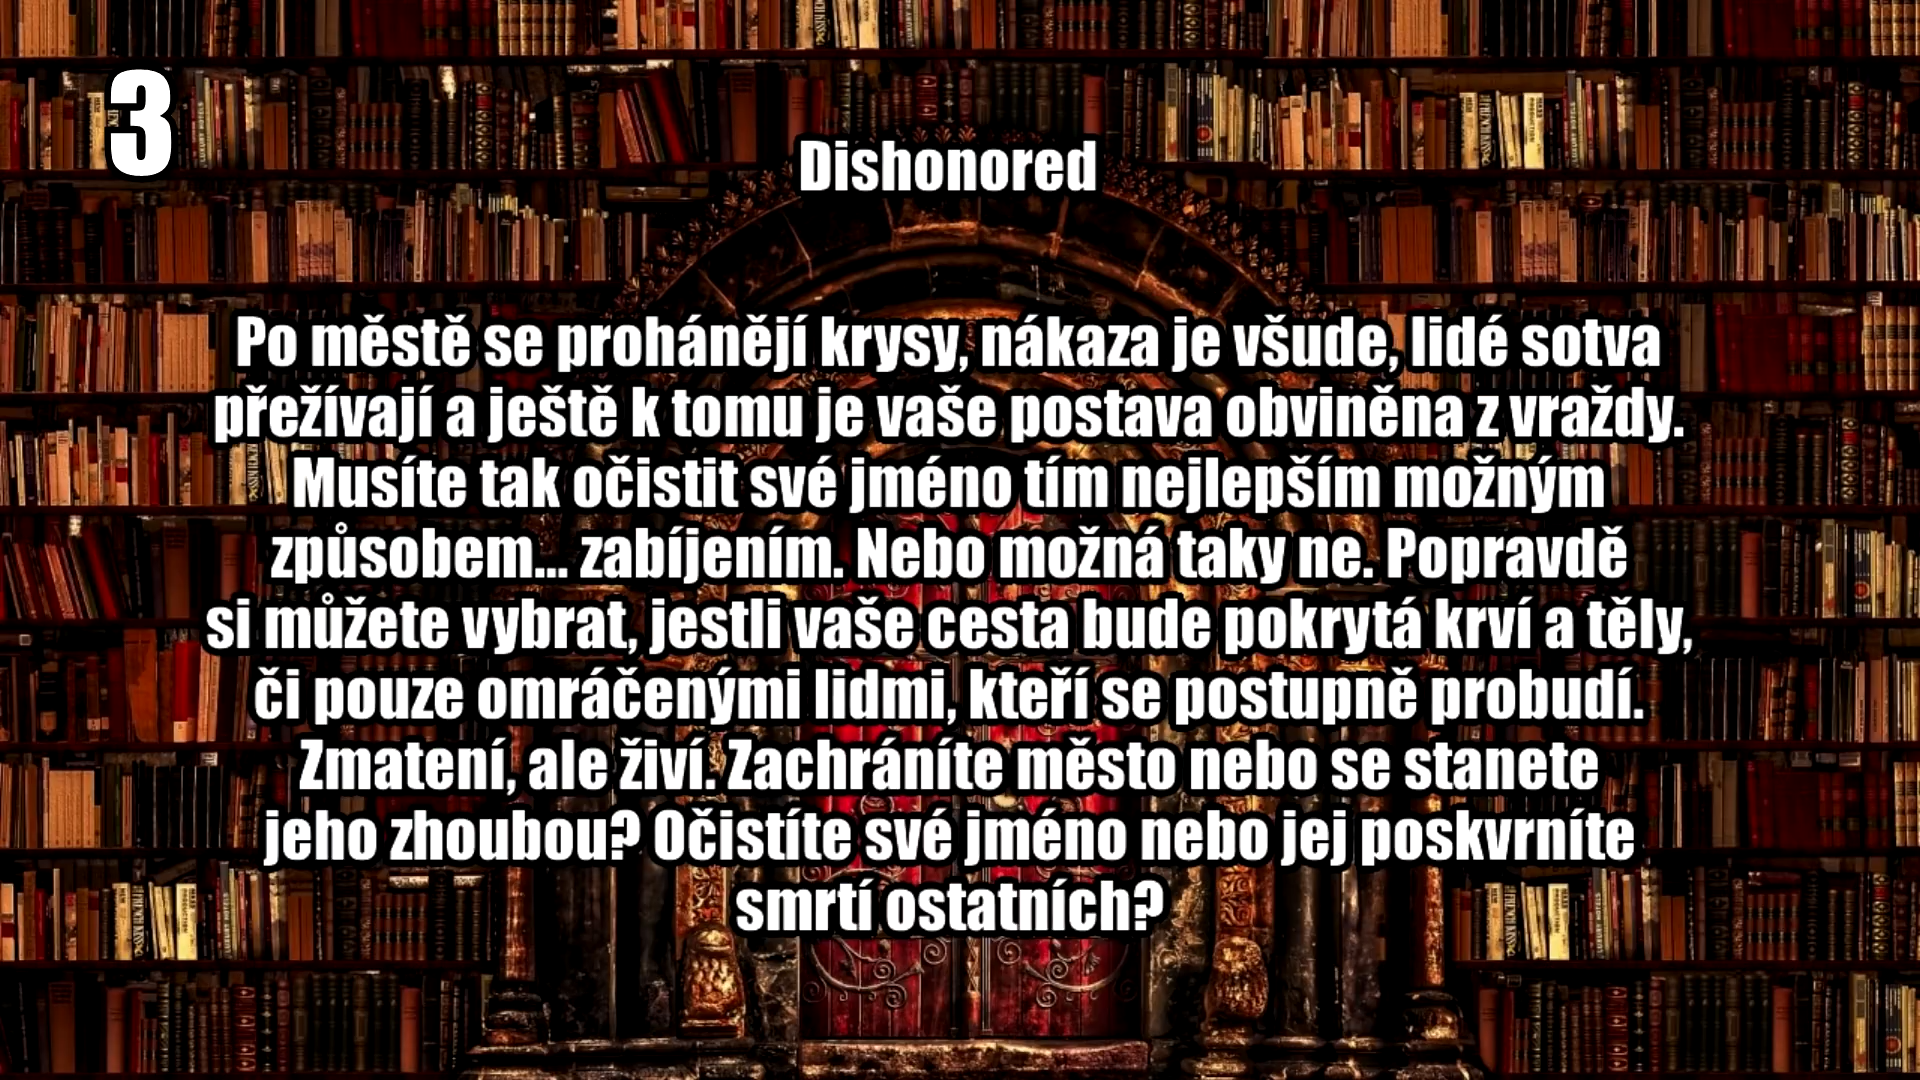 3
Dishonored
Po městě se prohánějí krysy, nákaza je všude, lidé sotva
přežívají a ještě k tomu je vaše postava obviněna z vraždy.
Musíte tak očistit své jméno tím nejlepším možným
způsobem... zabíjením. Nebo možná taky ne. Popravdě
si můžete vybrat, jestli vaše cesta bude pokrytá krví a těly,
či pouze omráčenými lidmi, kteří se postupně probudí.
Zmatení, ale živí. Zachráníte město nebo se stanete
jeho zhoubou? Očistíte své jméno nebo jej poskvrníte
smrtí ostatních?